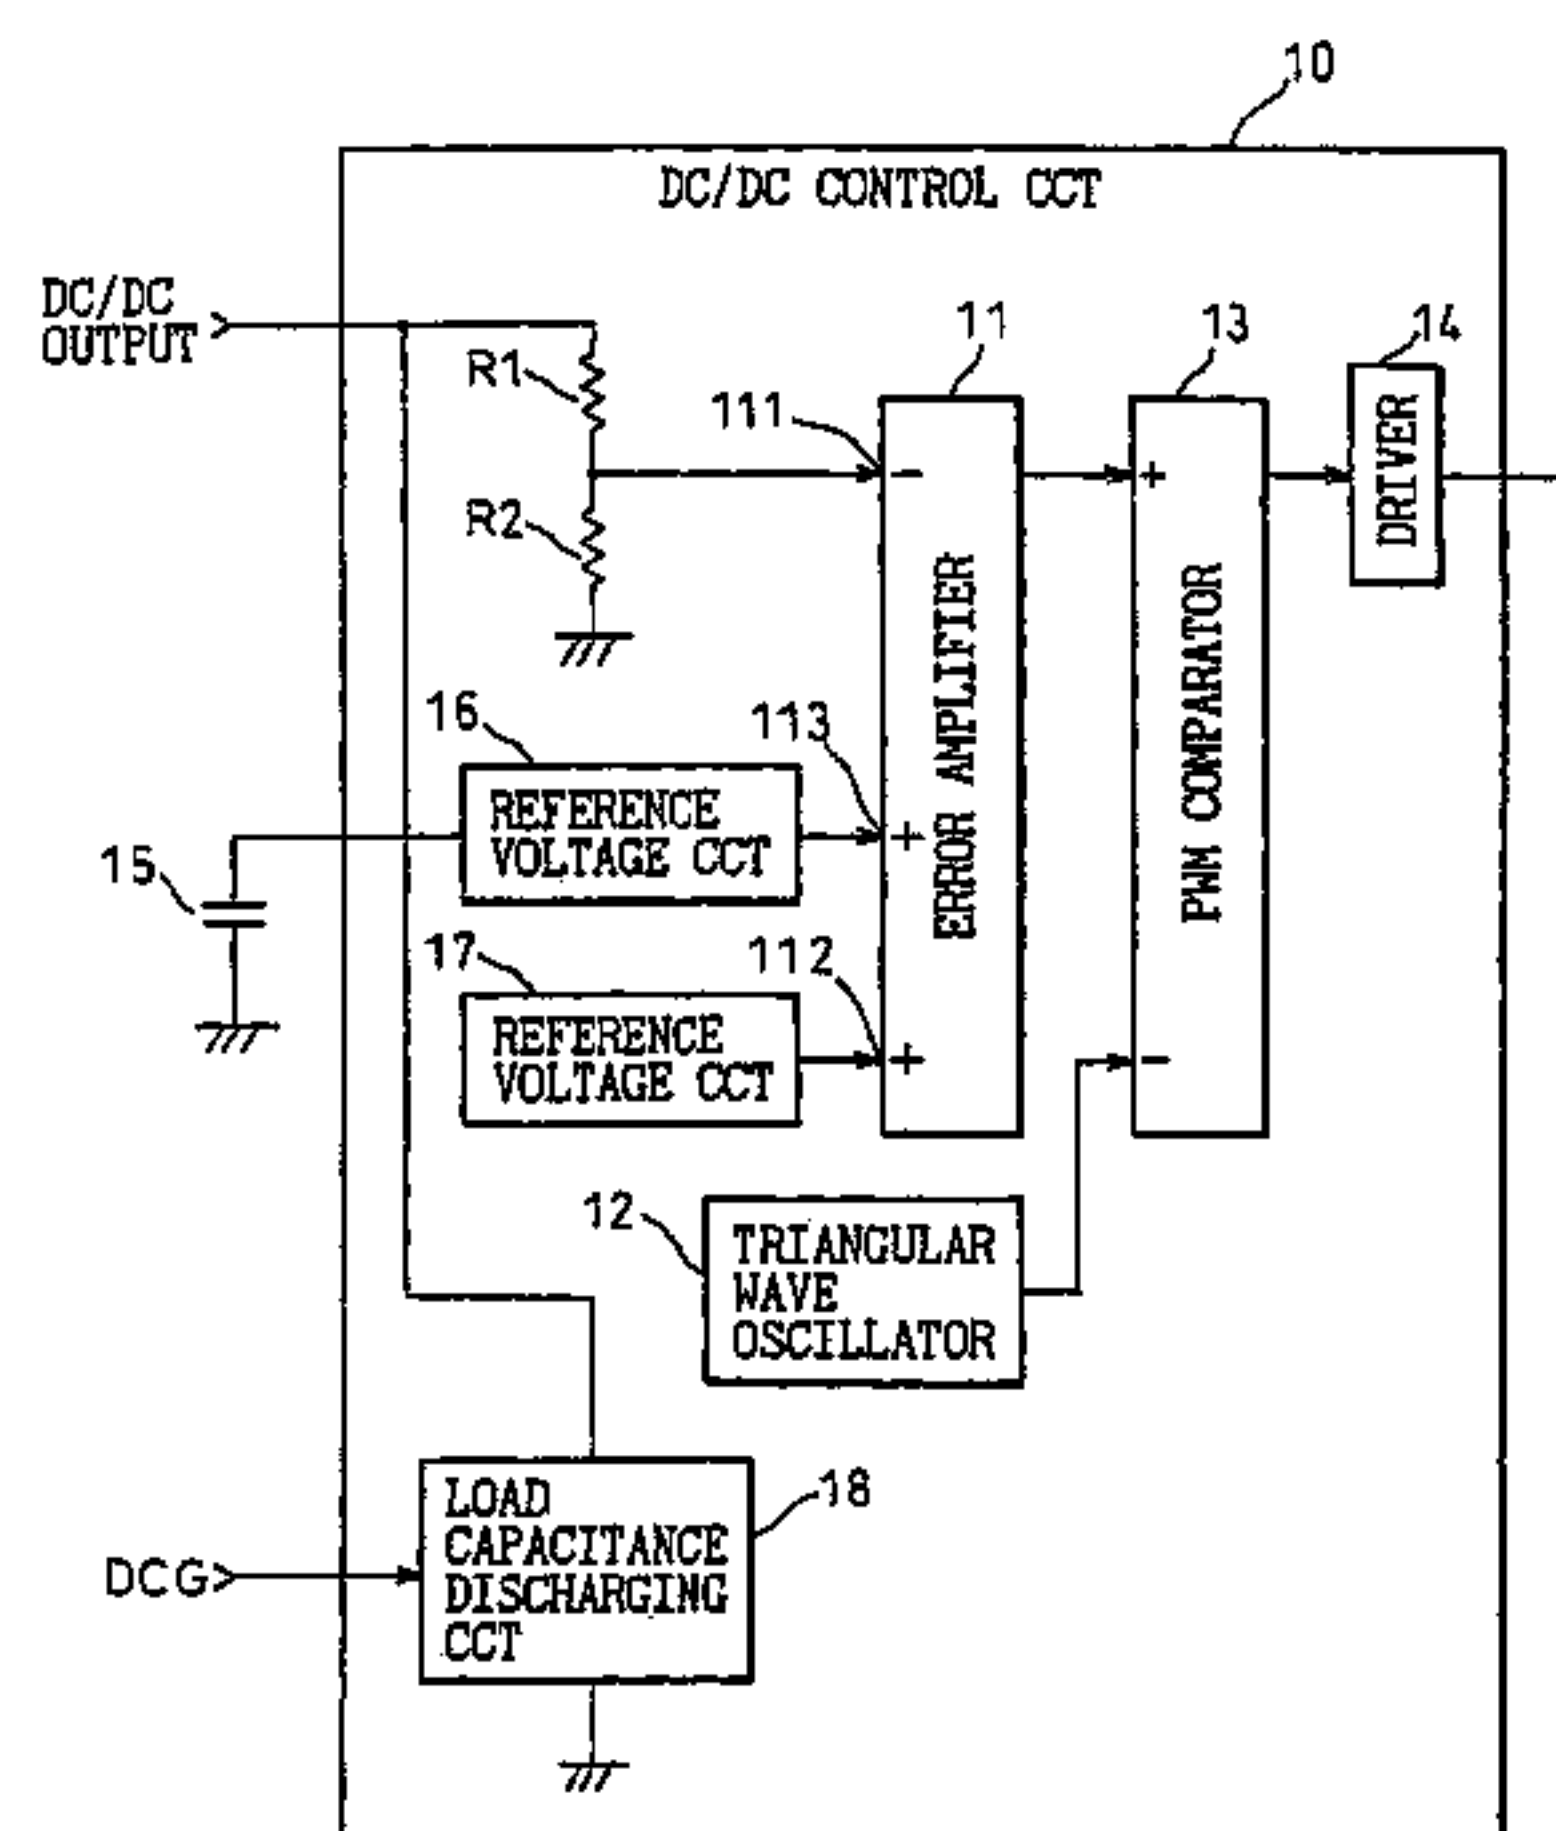 10
DC/DC CONTROL CCT
DC/DC
OUTPUT
R1
R2
111
11
13
14
DRIVER
-
+
ERROR AMPLIFIER
PWM COMPARATOR
16
113
REFERENCE
VOLTAGE CCT
+
15
17
112
REFERENCE
VOLTAGE CCT
+
-
12
TRIANGULAR
WAVE
OSCILLATOR
18
LOAD
CAPACITANCE
DISCHARGING
CCT
DCG